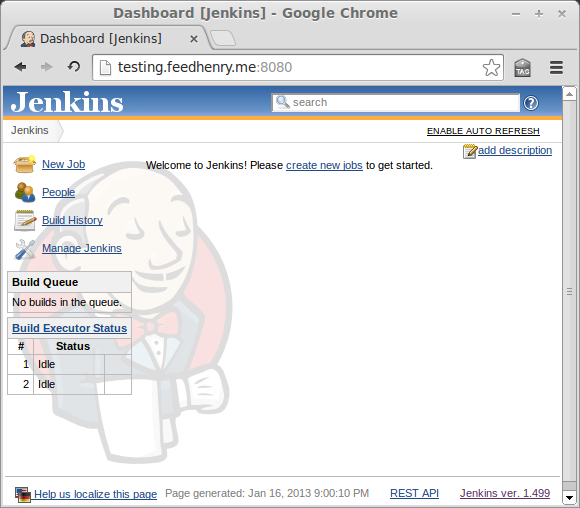 Dashboard [Jenkins] - Google Chrome
Dashboard [Jenkins]
testing.feedhenry.me:8080
TAG
Jenkins
search
?
Jenkins
ENABLE AUTO REFRESH
add description
New Job
People
Build History
Manage Jenkins
Welcome to Jenkins! Please create new jobs to get started.
Build Queue
No builds in the queue.
Build Executor Status
# Status
1 Idle
2 Idle
Help us localize this page Page generated: Jan 16, 2013 9:00:10 PM REST API Jenkins ver. 1.499